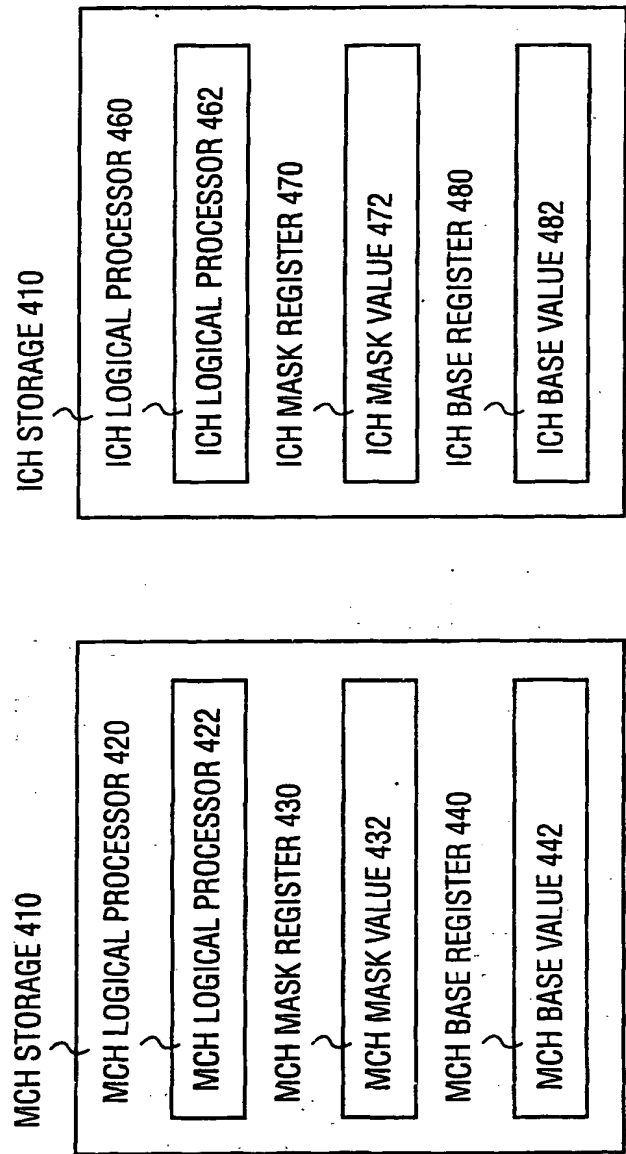 MCH STORAGE 410
MCH LOGICAL PROCESSOR 420
MCH LOGICAL PROCESSOR 422
MCH MASK REGISTER 430
MCH MASK VALUE 432
MCH BASE REGISTER 440
MCH BASE VALUE 442
ICH STORAGE 410
ICH LOGICAL PROCESSOR 460
ICH LOGICAL PROCESSOR 462
ICH MASK REGISTER 470
ICH MASK VALUE 472
ICH BASE REGISTER 480
ICH BASE VALUE 482